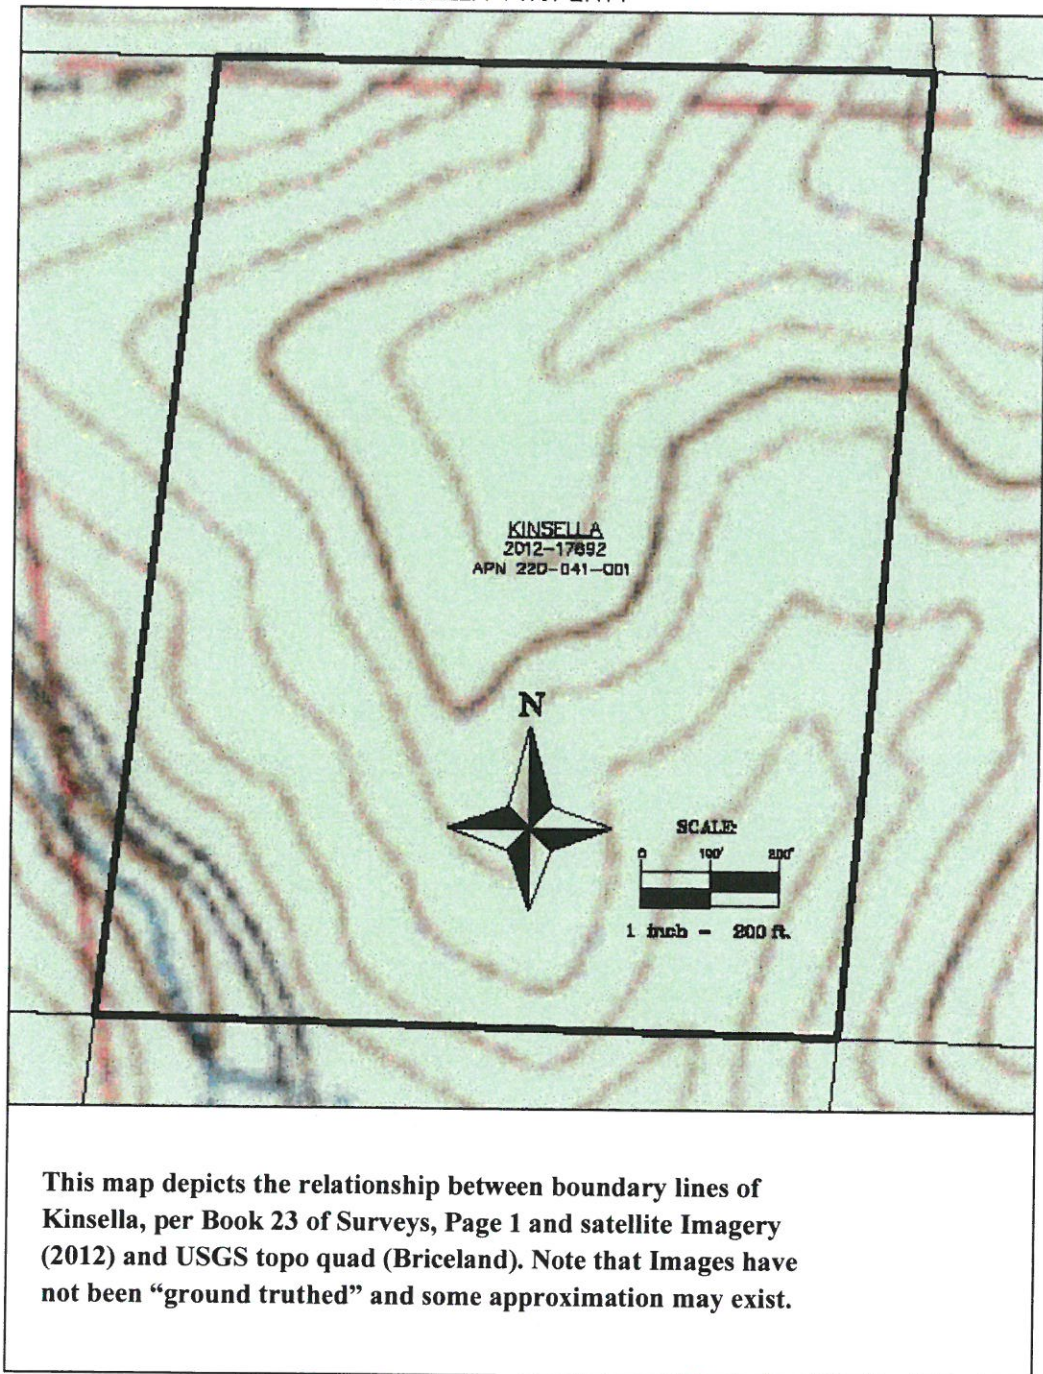 KINSELLA
2012-17692
APN 220-041-001
N
SCALE:
0 100' 200'
1 inch - 200 ft.
This map depicts the relationship between boundary lines of
Kinsella, per Book 23 of Surveys, Page 1 and satellite Imagery
(2012) and USGS topo quad (Briceland). Note that Images have
not been “ground truthed” and some approximation may exist.